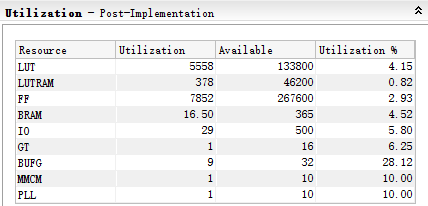 Utilization - Post-Implementation
Resource Utilization Available Utilization %
LUT 5558 133800 4.15
LUTRAM 378 46200 0.82
FF 7852 267600 2.93
BRAM 16.50 365 4.52
IO 29 500 5.80
GT 1 16 6.25
BUFG 9 32 28.12
MMCM 1 10 10.00
PLL 1 10 10.00